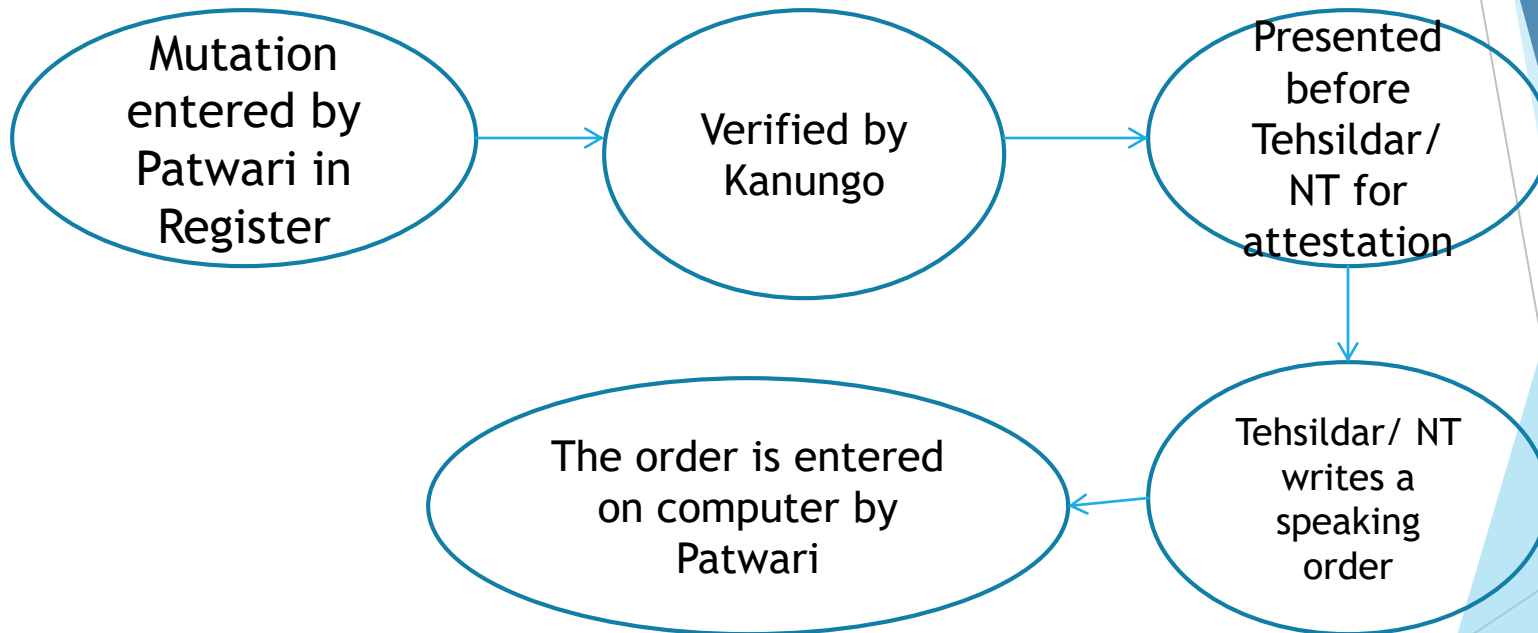 Mutation
entered by
Patwari in
Register
Verified by
Kanungo
Presented
before
Tehsildar/
NT for
attestation
Tehsildar/ NT
writes a
speaking
order
The order is entered
on computer by
Patwari